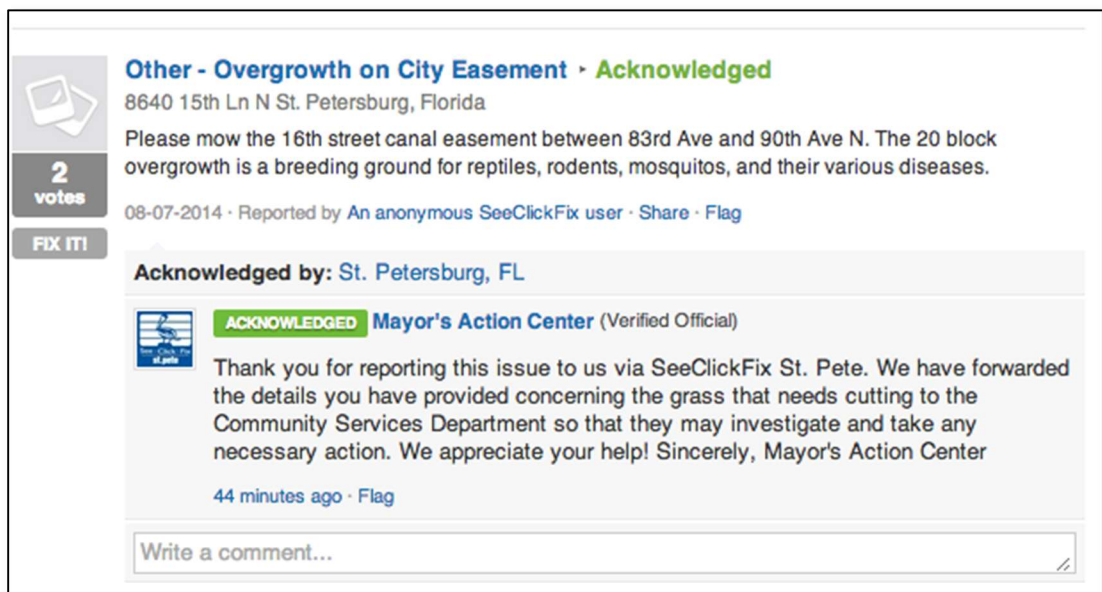 Other - Overgrowth on City Easement ‣ Acknowledged
8640 15th Ln N St. Petersburg, Florida
Please mow the 16th street canal easement between 83rd Ave and 90th Ave N. The 20 block
overgrowth is a breeding ground for reptiles, rodents, mosquitos, and their various diseases.
2
votes
08-07-2014 · Reported by An anonymous SeeClickFix user · Share · Flag
FIX IT!
Acknowledged by: St. Petersburg, FL
ACKNOWLEDGED Mayor's Action Center (Verified Official)
See Click Fix
st.pete
Thank you for reporting this issue to us via SeeClickFix St. Pete. We have forwarded
the details you have provided concerning the grass that needs cutting to the
Community Services Department so that they may investigate and take any
necessary action. We appreciate your help! Sincerely, Mayor's Action Center
44 minutes ago · Flag
Write a comment...